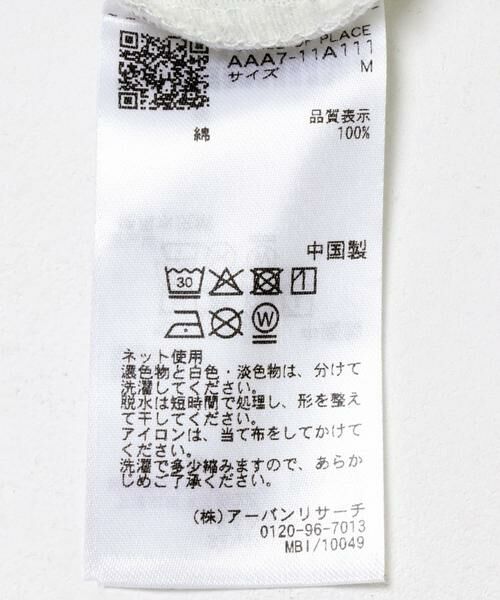 PLACE
AAA7-11A111
サイズ M
品質表示
綿 100%
中国製
30
W
ネット使用
濃色物と白色・淡色物は、分けて
洗濯してください。
脱水は短時間で処理し、形を整え
て干してください。
アイロンは、当て布をしてかけて
ください。
洗濯で多少縮みますので、あらか
じめご了承ください。
(株)アーバンリサーチ
0120-96-7013
MBI/10049